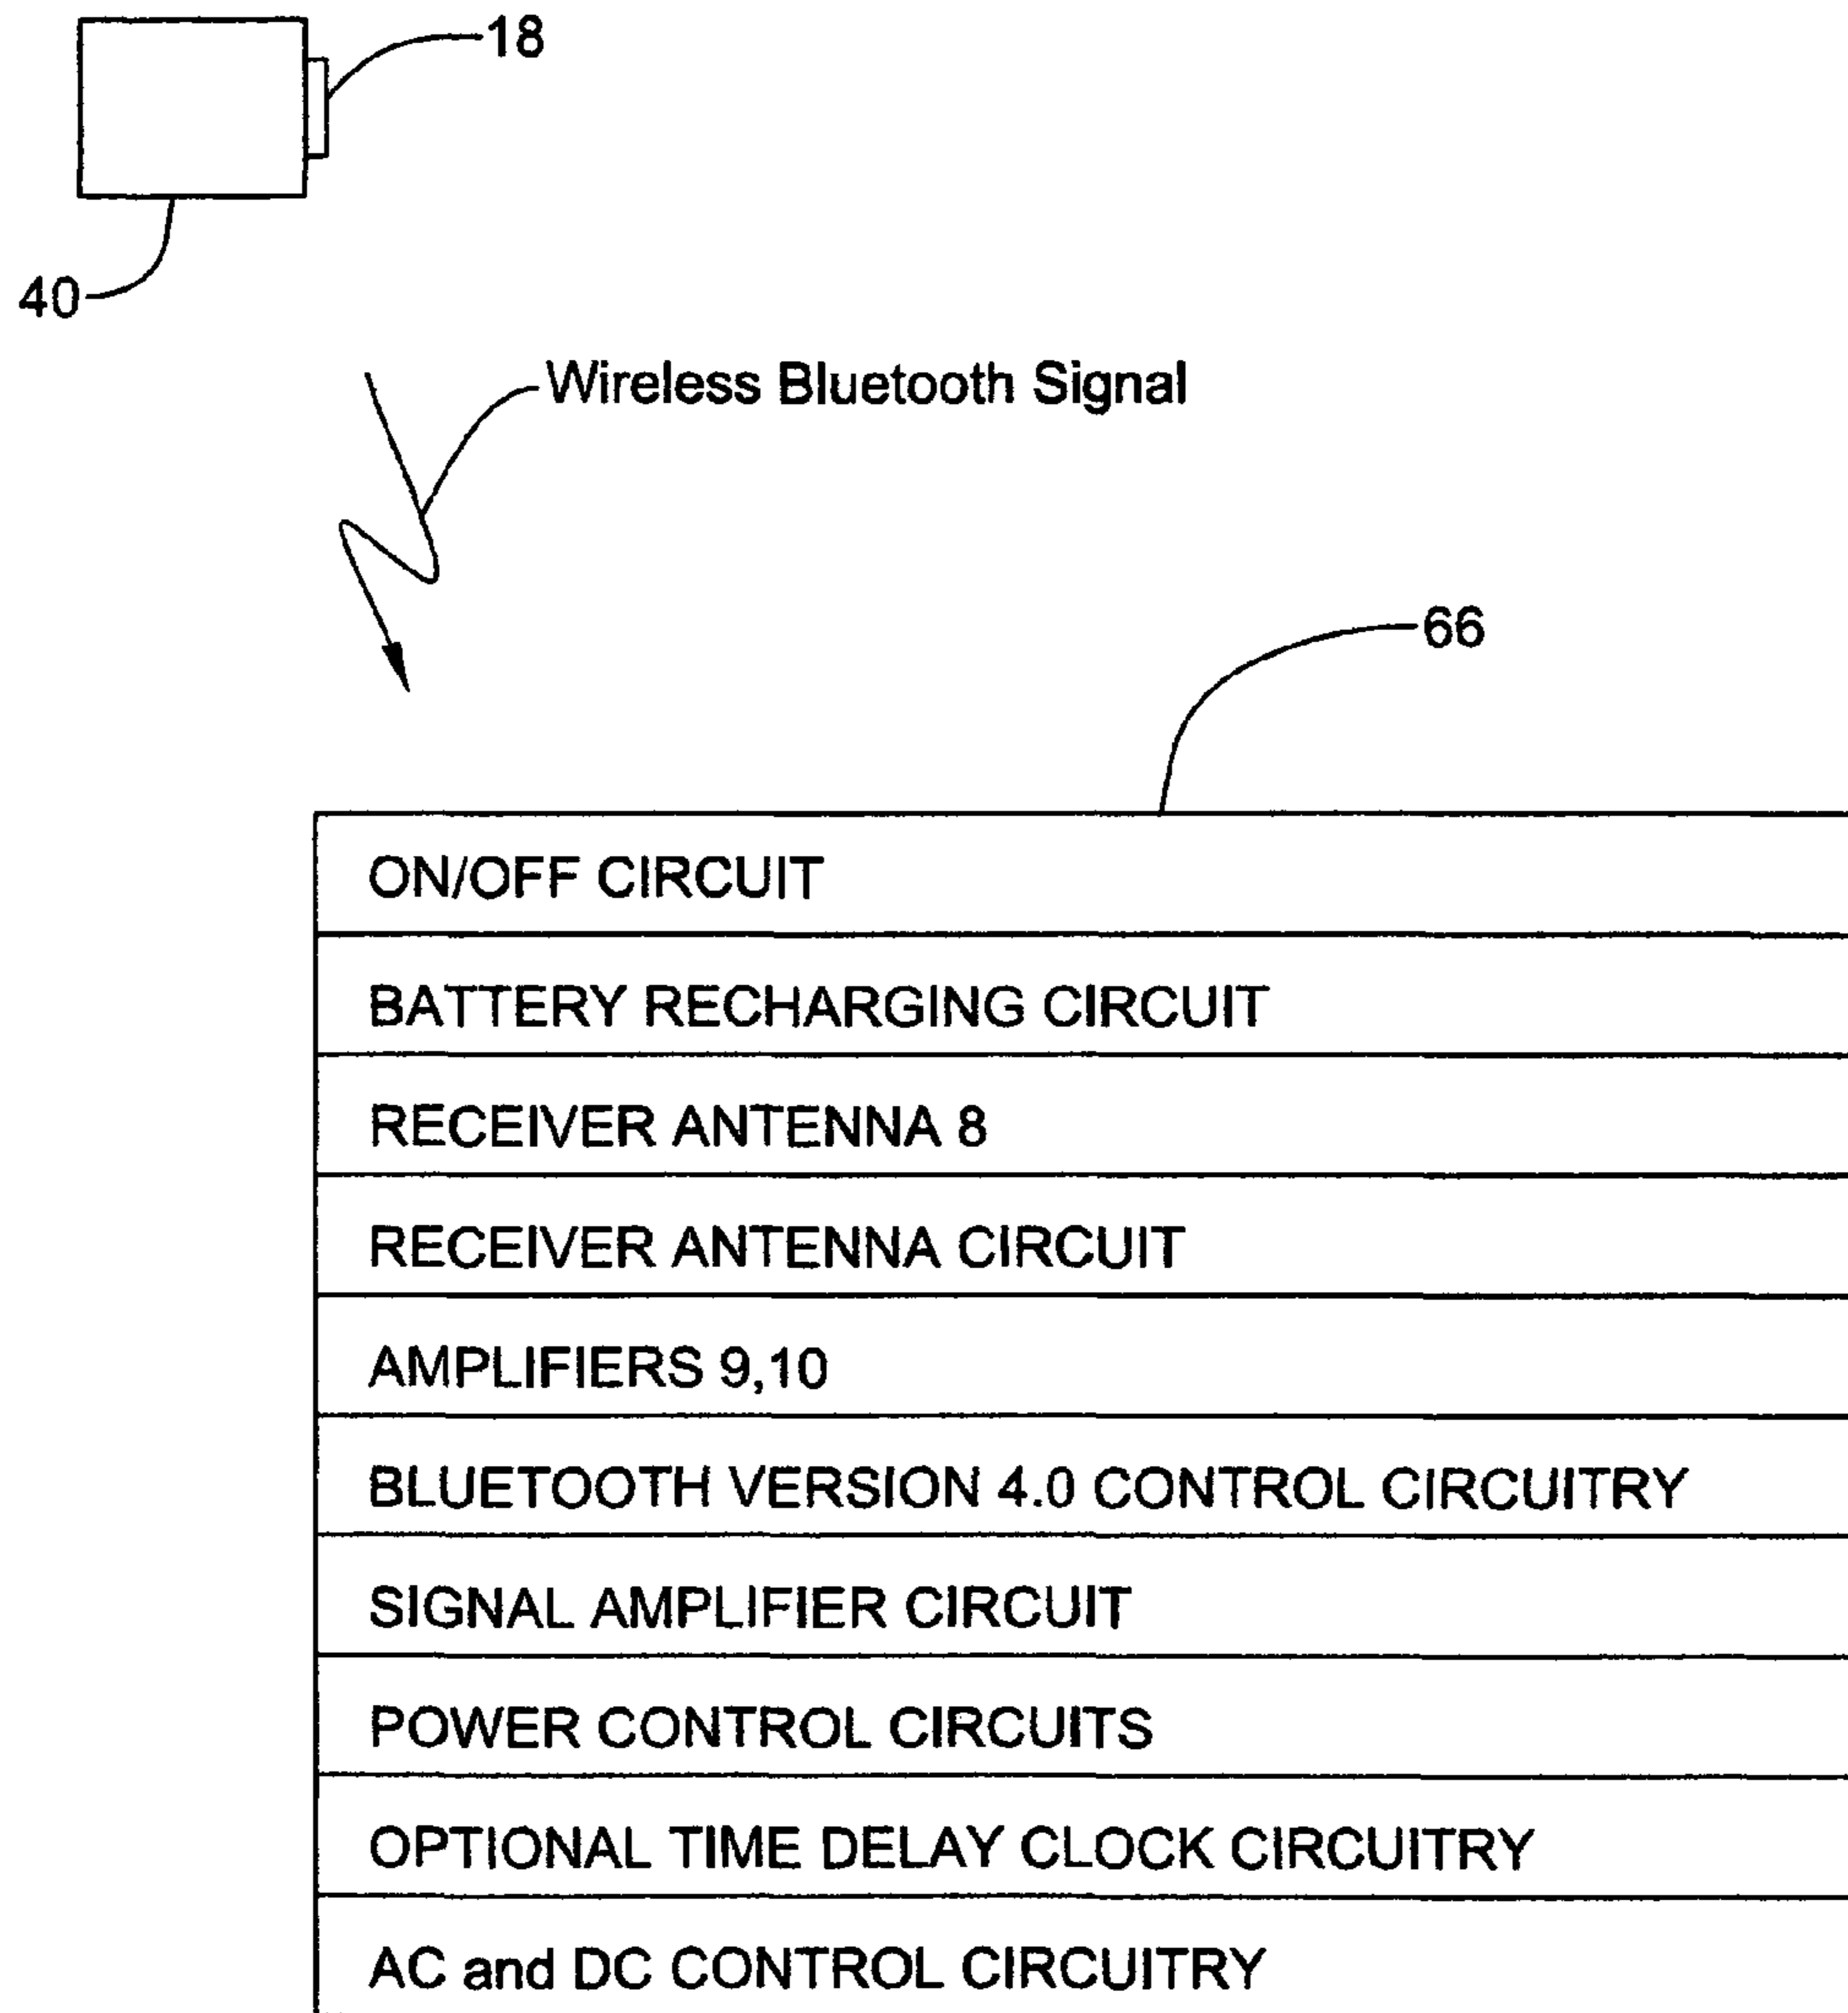 18
40
Wireless Bluetooth Signal
66
ON/OFF CIRCUIT
BATTERY RECHARGING CIRCUIT
RECEIVER ANTENNA 8
RECEIVER ANTENNA CIRCUIT
AMPLIFIERS 9,10
BLUETOOTH VERSION 4.0 CONTROL CIRCUITRY
SIGNAL AMPLIFIER CIRCUIT
POWER CONTROL CIRCUITS
OPTIONAL TIME DELAY CLOCK CIRCUITRY
AC and DC CONTROL CIRCUITRY